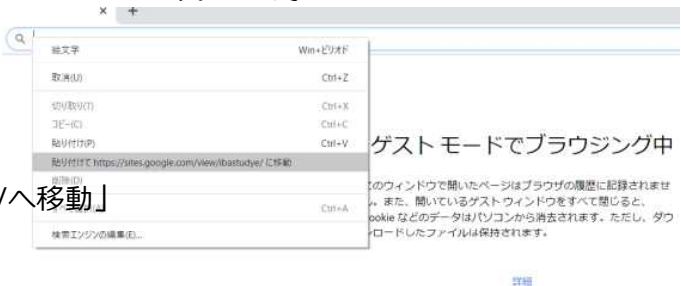 × +
絵文字 Win+ピリオド
取消(U) Ctrl+Z
切り取り(T) Ctrl+X
コピー(C) Ctrl+C
貼り付け(P) Ctrl+V
貼り付けて https://sites.google.com/view/ibastudye/ に移動
削除(D)
/へ移動」
Ctrl+A
検索エンジンの編集(E)...
ゲスト モードでブラウジング中
このウィンドウで開いたページはブラウザの履歴に記録されませ
ん。また、開いているゲスト ウィンドウをすべて閉じると、
ookie などのデータはパソコンから消去されます。ただし、ダウ
ンロードしたファイルは保持されます。
詳細